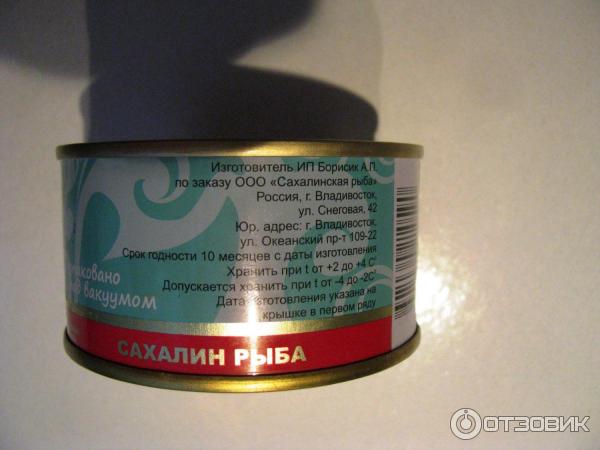 Изготовитель ИП Борисик А.П.
по заказу ООО «Сахалинская рыба»
Россия, г. Владивосток,
ул. Снеговая, 42
Юр. адрес: г. Владивосток,
ул. Океанский пр-т 109-22
Срок годности 10 месяцев с даты изготовления
Хранить при t от +2 до +4 C°
Допускается хранить при t от -4 до -2C°
Дата изготовления указана на
крышке в первом ряду
вакуумом
САХАЛИН РЫБА
ОТЗОВИК